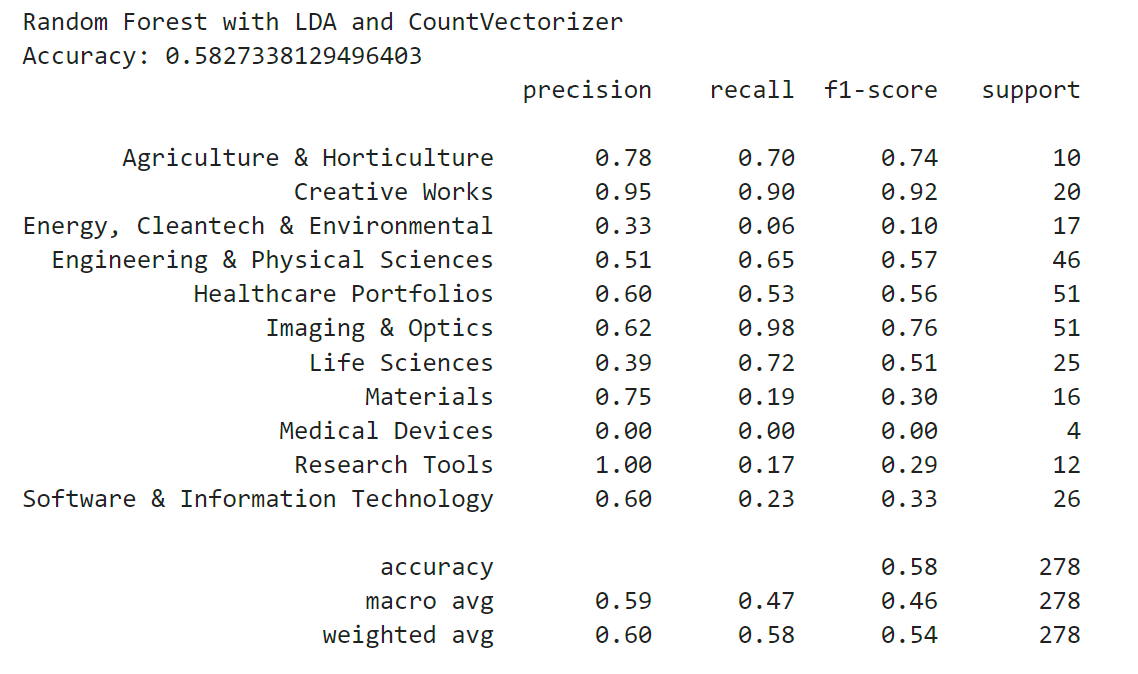 Random Forest with LDA and CountVectorizer
Accuracy: 0.5827338129496403
precision recall f1-score support
Agriculture & Horticulture 0.78 0.70 0.74 10
Creative Works 0.95 0.90 0.92 20
Energy, Cleantech & Environmental 0.33 0.06 0.10 17
Engineering & Physical Sciences 0.51 0.65 0.57 46
Healthcare Portfolios 0.60 0.53 0.56 51
Imaging & Optics 0.62 0.98 0.76 51
Life Sciences 0.39 0.72 0.51 25
Materials 0.75 0.19 0.30 16
Medical Devices 0.00 0.00 0.00 4
Research Tools 1.00 0.17 0.29 12
Software & Information Technology 0.60 0.23 0.33 26
accuracy 0.58 278
macro avg 0.59 0.47 0.46 278
weighted avg 0.60 0.58 0.54 278